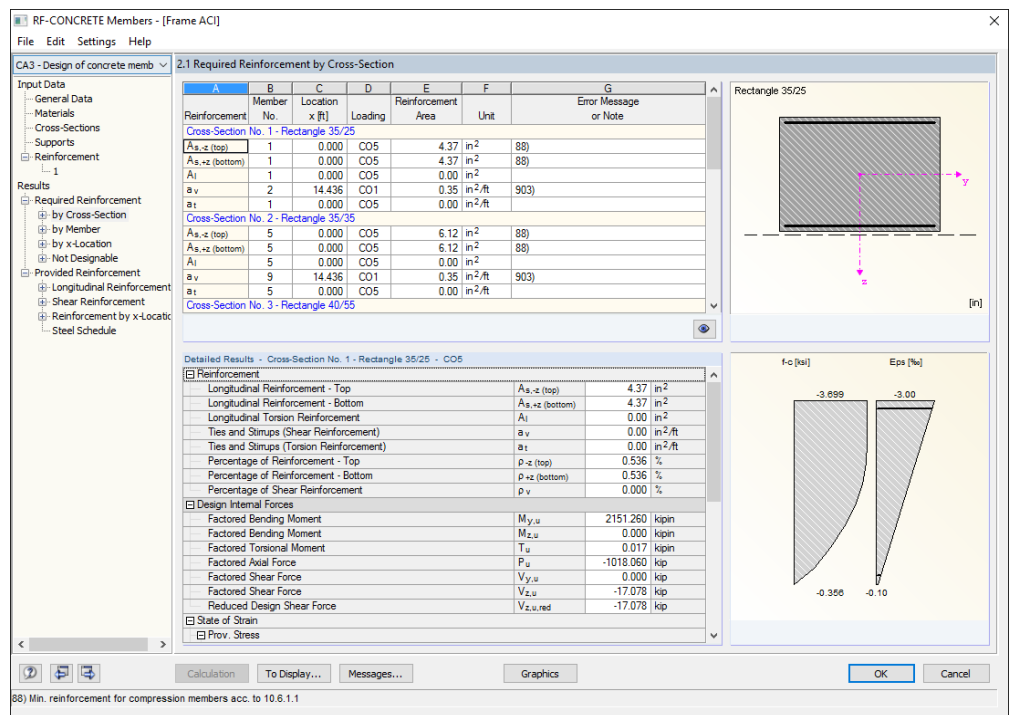 RF-CONCRETE Members - [Frame ACI]
File Edit Settings Help
CA3 - Design of concrete memb
Input Data
General Data
Materials
Cross-Sections
Supports
Reinforcement
1
Results
Required Reinforcement
by Cross-Section
by Member
by x-Location
Not Designable
Provided Reinforcement
Longitudinal Reinforcement
Shear Reinforcement
Reinforcement by x-Locatic
Steel Schedule
2.1 Required Reinforcement by Cross-Section
A B C D E F G
Member Location Reinforcement Error Message
Reinforcement No. x [ft] Loading Area Unit or Note
Cross-Section No. 1 - Rectangle 35/25
As,-z (top) 1 0.000 CO5 4.37 in2 88)
As,+z (bottom) 1 0.000 CO5 4.37 in2 88)
Al 1 0.000 CO5 0.00 in2
av 2 14.436 CO1 0.35 in2/ft 903)
at 1 0.000 CO5 0.00 in2/ft
Cross-Section No. 2 - Rectangle 35/35
As,-z (top) 5 0.000 CO5 6.12 in2 88)
As,+z (bottom) 5 0.000 CO5 6.12 in2 88)
Al 5 0.000 CO5 0.00 in2
av 9 14.436 CO1 0.35 in2/ft 903)
at 5 0.000 CO5 0.00 in2/ft
Cross-Section No. 3 - Rectangle 40/55
Rectangle 35/25
y
z
[in]
Detailed Results - Cross-Section No. 1 - Rectangle 35/25 - CO5
Reinforcement
Longitudinal Reinforcement - Top As,-z (top) 4.37 in2
Longitudinal Reinforcement - Bottom As,+z (bottom) 4.37 in2
Longitudinal Torsion Reinforcement Al 0.00 in2
Ties and Stirrups (Shear Reinforcement) av 0.00 in2/ft
Ties and Stirrups (Torsion Reinforcement) at 0.00 in2/ft
Percentage of Reinforcement - Top ρ -z (top) 0.536 %
Percentage of Reinforcement - Bottom ρ +z (bottom) 0.536 %
Percentage of Shear Reinforcement ρ v 0.000 %
Design Internal Forces
Factored Bending Moment My,u 2151.260 kipin
Factored Bending Moment Mz,u 0.000 kipin
Factored Torsional Moment Tu 0.017 kipin
Factored Axial Force Pu -1018.060 kip
Factored Shear Force Vy,u 0.000 kip
Factored Shear Force Vz,u -17.078 kip
Reduced Design Shear Force Vz,u,red -17.078 kip
State of Strain
Prov. Stress
f-c [ksi] Eps [‰]
-3.699 -3.00
-0.356 -0.10
Calculation To Display... Messages... Graphics OK Cancel
88) Min. reinforcement for compression members acc. to 10.6.1.1